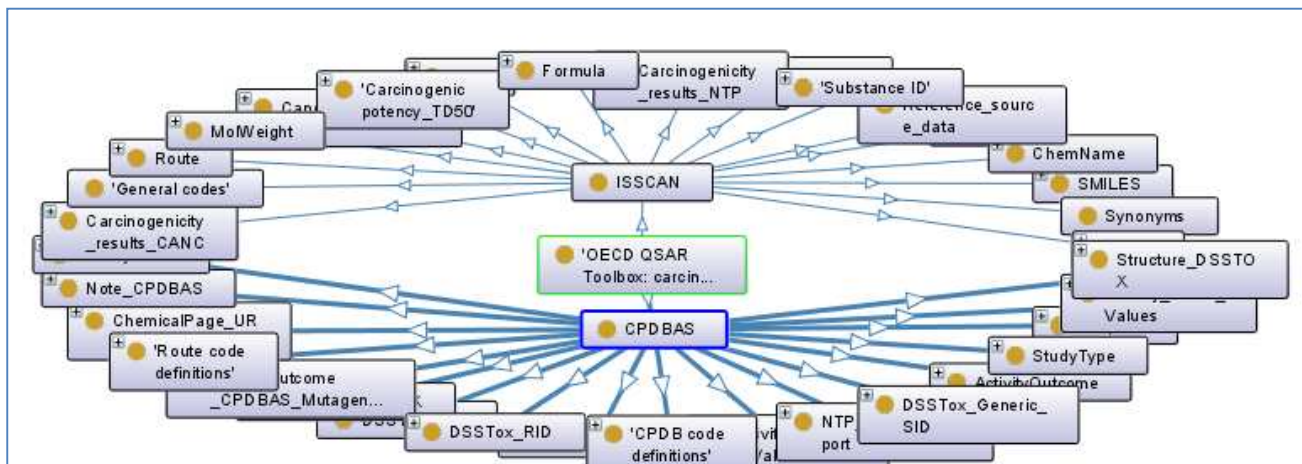 Formula
Carcinogenicity
_results_NTP
'Carcinogenic
potency_TD50'
'Substance ID'
Reference_sourc
e_data
MolWeight
ChemName
Route
ISSCAN
SMILES
'General codes'
Synonyms
Carcinogenicity
_results_CANC
'OECD QSAR
Toolbox: carcin...
Structure_DSSTO
X
Note_CPDBAS
Values
ChemicalPage_UR
CPDBAS
StudyType
'Route code
definitions'
utcome
_CPDBAS_Mutagen...
ActivityOutcome
DSSTox_Generic_
SID
DSSTox_RID
'CPDB code
definitions'
NTP
port